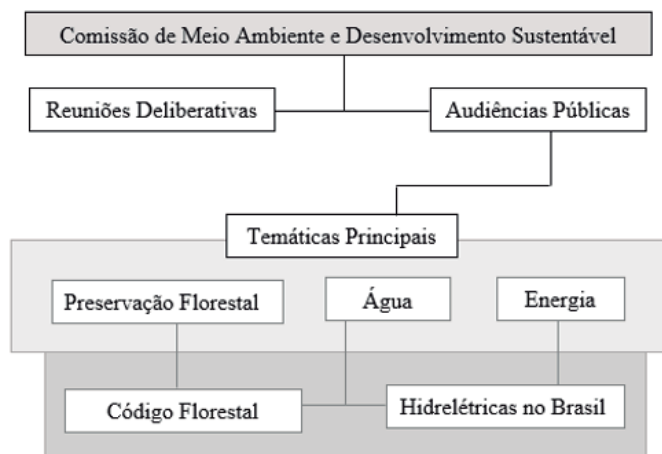 Comissão de Meio Ambiente e Desenvolvimento Sustentável
Reuniões Deliberativas
Audiências Públicas
Temáticas Principais
Preservação Florestal
Água
Energia
Código Florestal
Hidrelétricas no Brasil